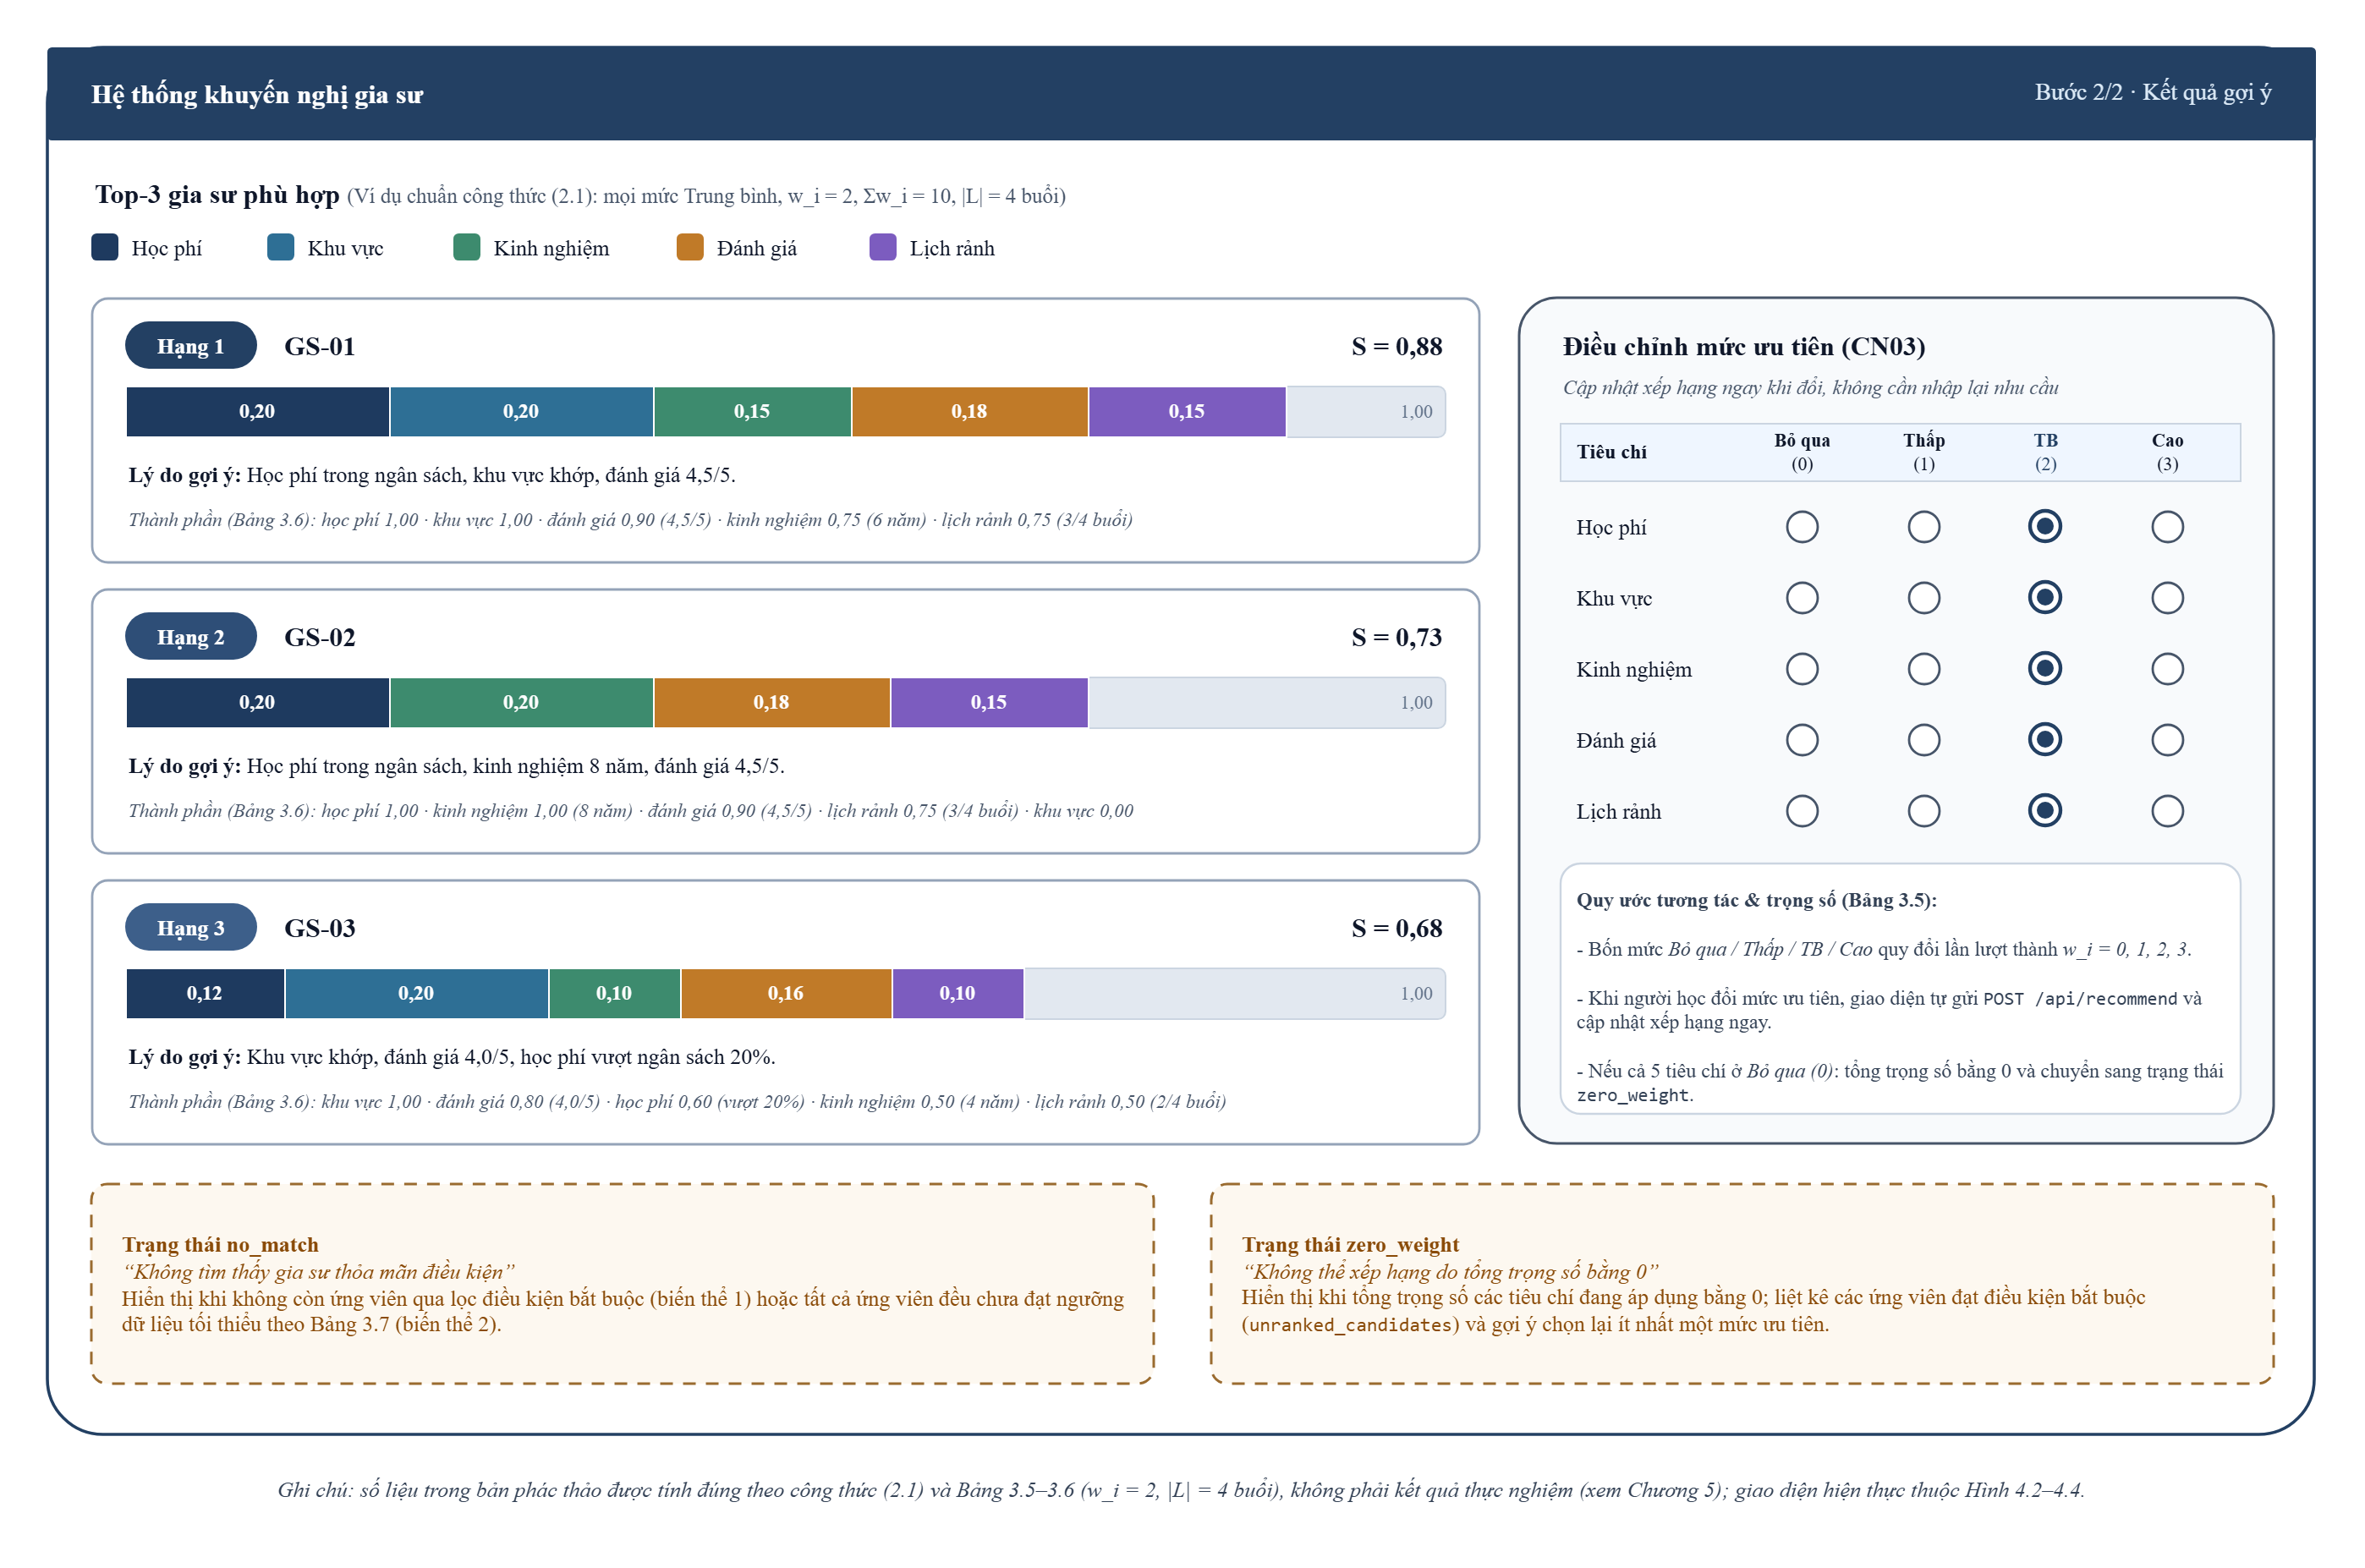 Hệ thống khuyến nghị gia sư
Bước 2/2 · Kết quả gợi ý
Top-3 gia sư phù hợp (Ví dụ chuẩn công thức (2.1): mọi mức Trung bình, w_i = 2, Σw_i = 10, |L| = 4 buổi)
Học phí
Khu vực
Kinh nghiệm
Đánh giá
Lịch rảnh
Hạng 1
GS-01
S = 0,88
0,20
0,20
0,15
0,18
0,15
1,00
Lý do gợi ý: Học phí trong ngân sách, khu vực khớp, đánh giá 4,5/5.
Thành phần (Bảng 3.6): học phí 1,00 · khu vực 1,00 · đánh giá 0,90 (4,5/5) · kinh nghiệm 0,75 (6 năm) · lịch rảnh 0,75 (3/4 buổi)
Hạng 2
GS-02
S = 0,73
0,20
0,20
0,18
0,15
1,00
Lý do gợi ý: Học phí trong ngân sách, kinh nghiệm 8 năm, đánh giá 4,5/5.
Thành phần (Bảng 3.6): học phí 1,00 · kinh nghiệm 1,00 (8 năm) · đánh giá 0,90 (4,5/5) · lịch rảnh 0,75 (3/4 buổi) · khu vực 0,00
Hạng 3
GS-03
S = 0,68
0,12
0,20
0,10
0,16
0,10
1,00
Lý do gợi ý: Khu vực khớp, đánh giá 4,0/5, học phí vượt ngân sách 20%.
Thành phần (Bảng 3.6): khu vực 1,00 · đánh giá 0,80 (4,0/5) · học phí 0,60 (vượt 20%) · kinh nghiệm 0,50 (4 năm) · lịch rảnh 0,50 (2/4 buổi)
Điều chỉnh mức ưu tiên (CN03)
Cập nhật xếp hạng ngay khi đổi, không cần nhập lại nhu cầu
Tiêu chí
Bỏ qua
(0)
Thấp
(1)
TB
(2)
Cao
(3)
Học phí
Khu vực
Kinh nghiệm
Đánh giá
Lịch rảnh
Quy ước tương tác & trọng số (Bảng 3.5):
- Bốn mức Bỏ qua / Thấp / TB / Cao quy đổi lần lượt thành w_i = 0, 1, 2, 3.
- Khi người học đổi mức ưu tiên, giao diện tự gửi POST /api/recommend và
cập nhật xếp hạng ngay.
- Nếu cả 5 tiêu chí ở Bỏ qua (0): tổng trọng số bằng 0 và chuyển sang trạng thái
zero_weight.
Trạng thái no_match
“Không tìm thấy gia sư thỏa mãn điều kiện”
Hiển thị khi không còn ứng viên qua lọc điều kiện bắt buộc (biến thể 1) hoặc tất cả ứng viên đều chưa đạt ngưỡng
dữ liệu tối thiểu theo Bảng 3.7 (biến thể 2).
Trạng thái zero_weight
“Không thể xếp hạng do tổng trọng số bằng 0”
Hiển thị khi tổng trọng số các tiêu chí đang áp dụng bằng 0; liệt kê các ứng viên đạt điều kiện bắt buộc
(unranked_candidates) và gợi ý chọn lại ít nhất một mức ưu tiên.
Ghi chú: số liệu trong bản phác thảo được tính đúng theo công thức (2.1) và Bảng 3.5–3.6 (w_i = 2, |L| = 4 buổi), không phải kết quả thực nghiệm (xem Chương 5); giao diện hiện thực thuộc Hình 4.2–4.4.